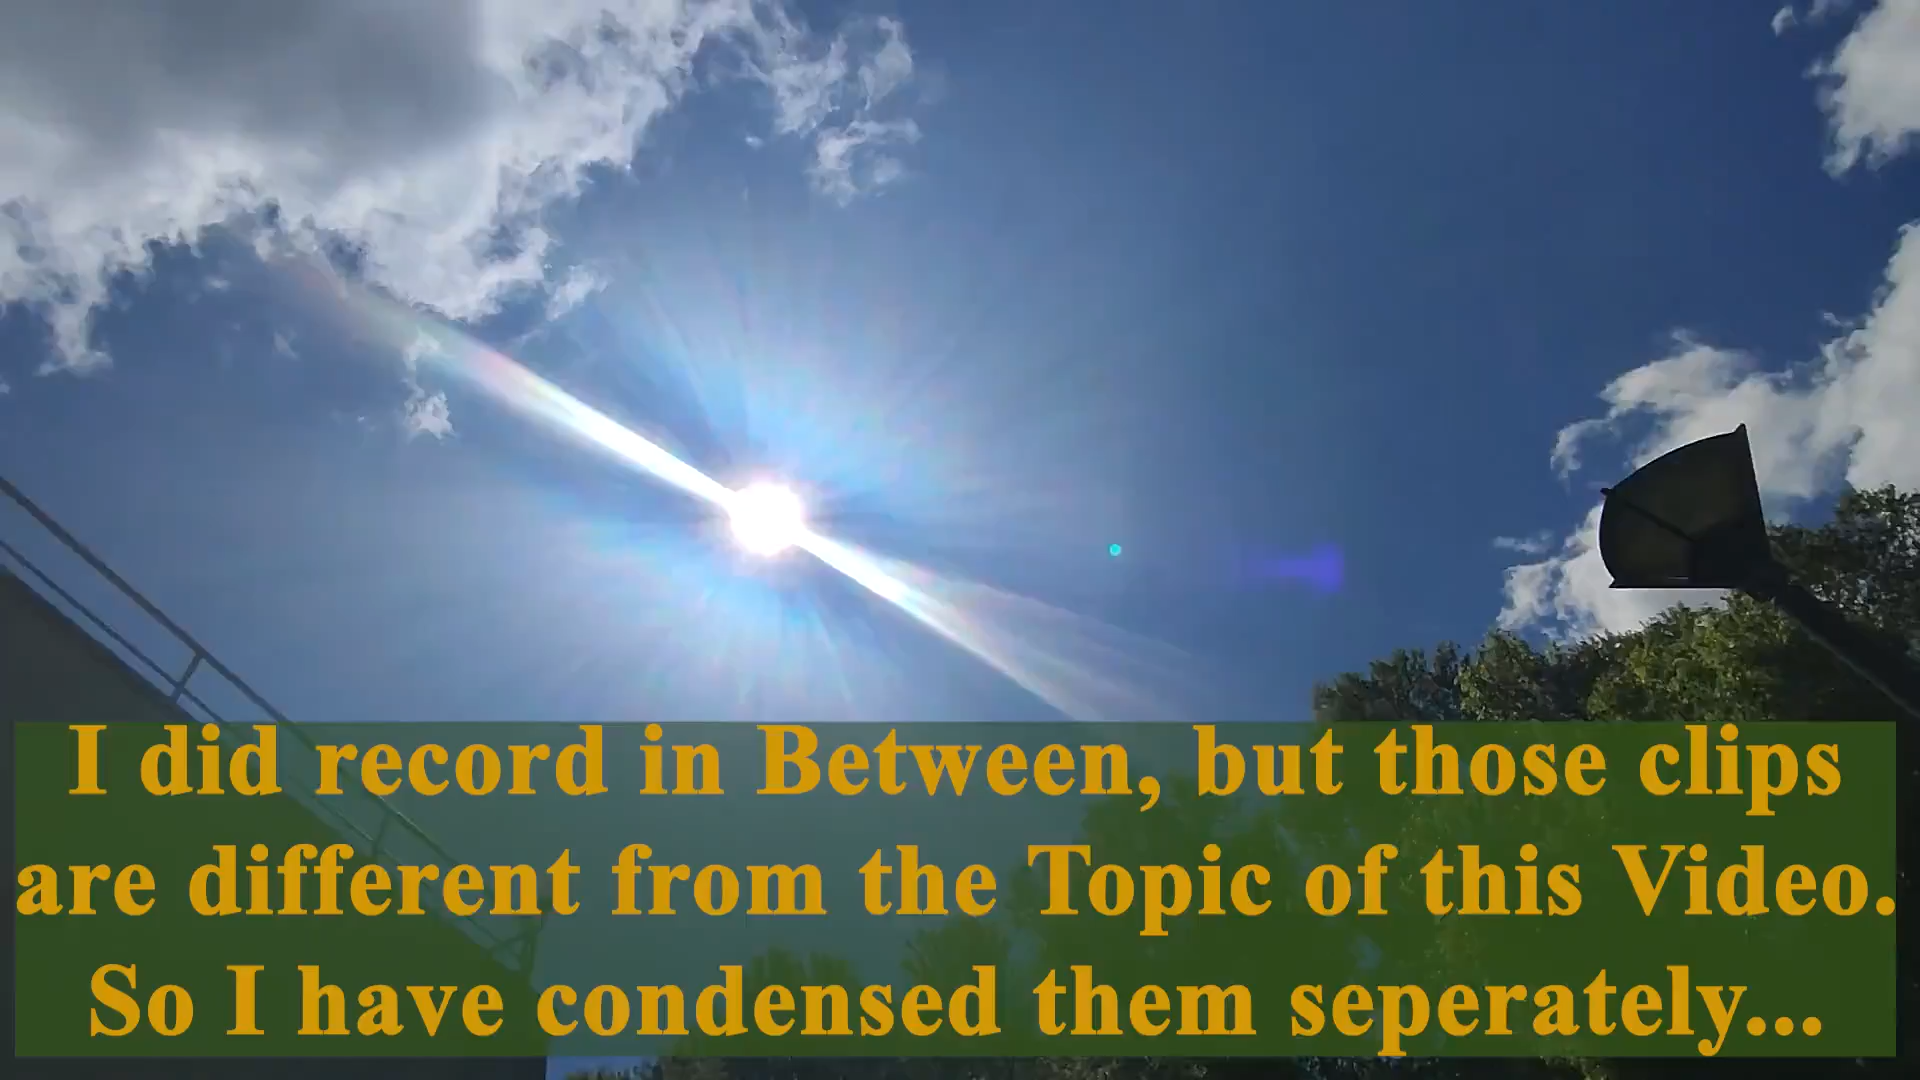 I did record in Between, but those clips
are different from the Topic of this Video.
So I have condensed them seperately...